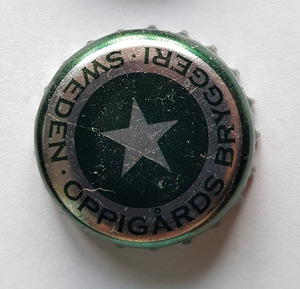 OPPIGÅRDS BRYGGERI · SWEDEN ·